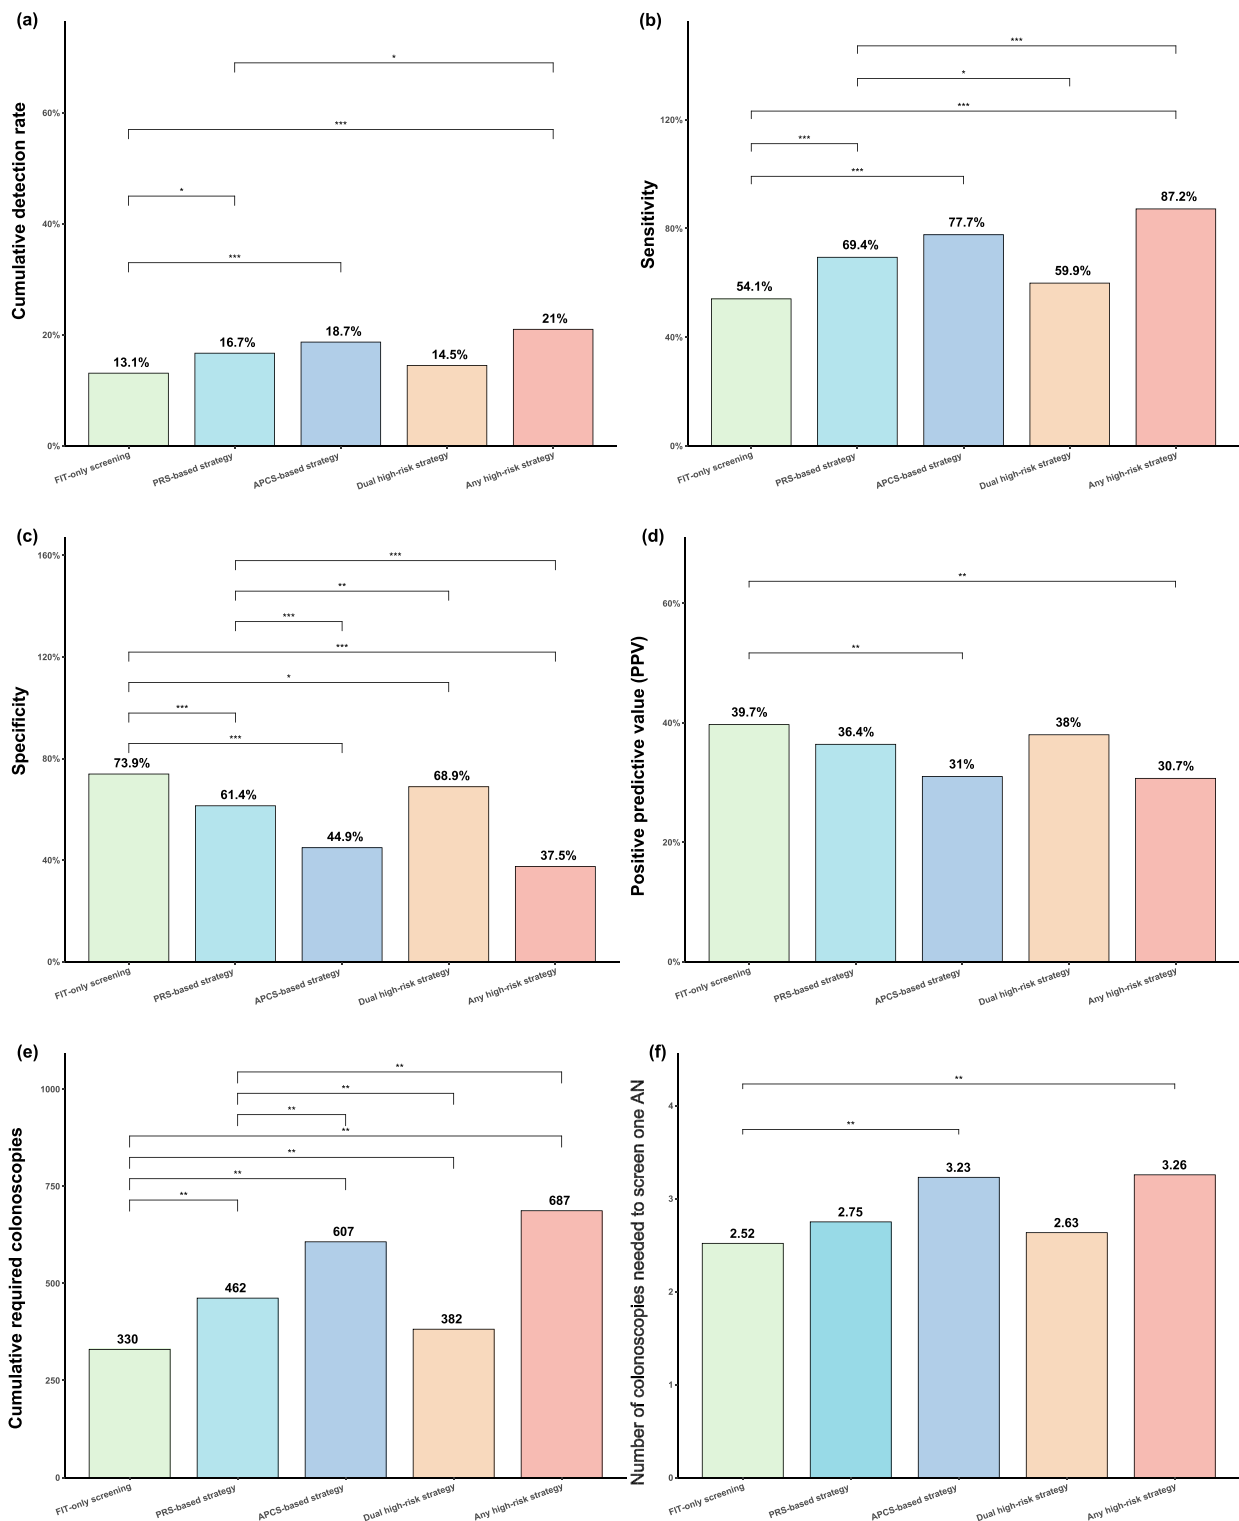 (a)
Cumulative detection rate
60%
40%
20%
0%
*
***
*
***
13.1%
16.7%
18.7%
14.5%
21%
FIT-only screening
PRS-based strategy
APCS-based strategy
Dual high-risk strategy
Any high-risk strategy
(b)
Sensitivity
120%
80%
40%
0%
***
*
***
***
***
54.1%
69.4%
77.7%
59.9%
87.2%
FIT-only screening
PRS-based strategy
APCS-based strategy
Dual high-risk strategy
Any high-risk strategy
(c)
Specificity
160%
120%
80%
40%
0%
***
**
***
***
*
***
***
73.9%
61.4%
44.9%
68.9%
37.5%
FIT-only screening
PRS-based strategy
APCS-based strategy
Dual high-risk strategy
Any high-risk strategy
(d)
Positive predictive value (PPV)
60%
40%
20%
0%
**
**
39.7%
36.4%
31%
38%
30.7%
FIT-only screening
PRS-based strategy
APCS-based strategy
Dual high-risk strategy
Any high-risk strategy
(e)
Cumulative required colonoscopies
1000
750
500
250
0
**
**
**
**
**
**
**
330
462
607
382
687
FIT-only screening
PRS-based strategy
APCS-based strategy
Dual high-risk strategy
Any high-risk strategy
(f)
Number of colonoscopies needed to screen one AN
4
3
2
1
0
**
**
2.52
2.75
3.23
2.63
3.26
FIT-only screening
PRS-based strategy
APCS-based strategy
Dual high-risk strategy
Any high-risk strategy